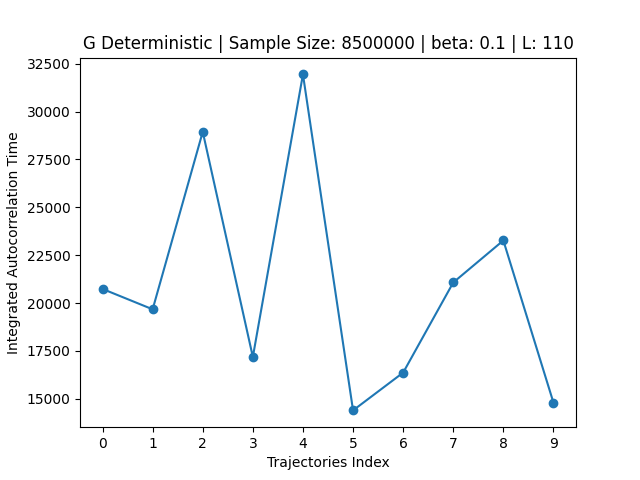 G Deterministic | Sample Size: 8500000 | beta: 0.1 | L: 110
Integrated Autocorrelation Time
32500
30000
27500
25000
22500
20000
17500
15000
0 1 2 3 4 5 6 7 8 9
Trajectories Index